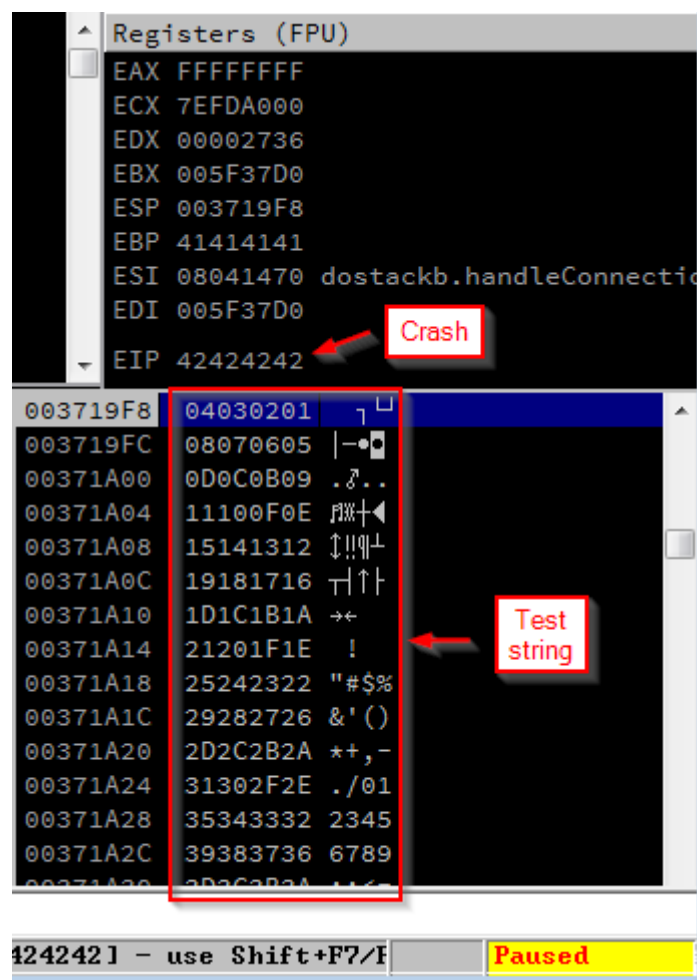 Registers (FPU)
EAX FFFFFFFF
ECX 7EFDA000
EDX 00002736
EBX 005F37D0
ESP 003719F8
EBP 41414141
ESI 08041470 dostackb.handleConnectio
EDI 005F37D0
Crash
EIP 42424242
003719F8 04030201 ┐└┘
003719FC 08070605 |─•◘
00371A00 0D0C0B09 .♂..
00371A04 11100F0E ♫☼┼◄
00371A08 15141312 ↕‼¶┴
00371A0C 19181716 ┬┤↑├
00371A10 1D1C1B1A →←
00371A14 21201F1E !
00371A18 25242322 "#$%
00371A1C 29282726 &'()
00371A20 2D2C2B2A *+,-
00371A24 31302F2E ./01
00371A28 35343332 2345
00371A2C 39383736 6789
Test
string
424242] - use Shift+F7/F
Paused